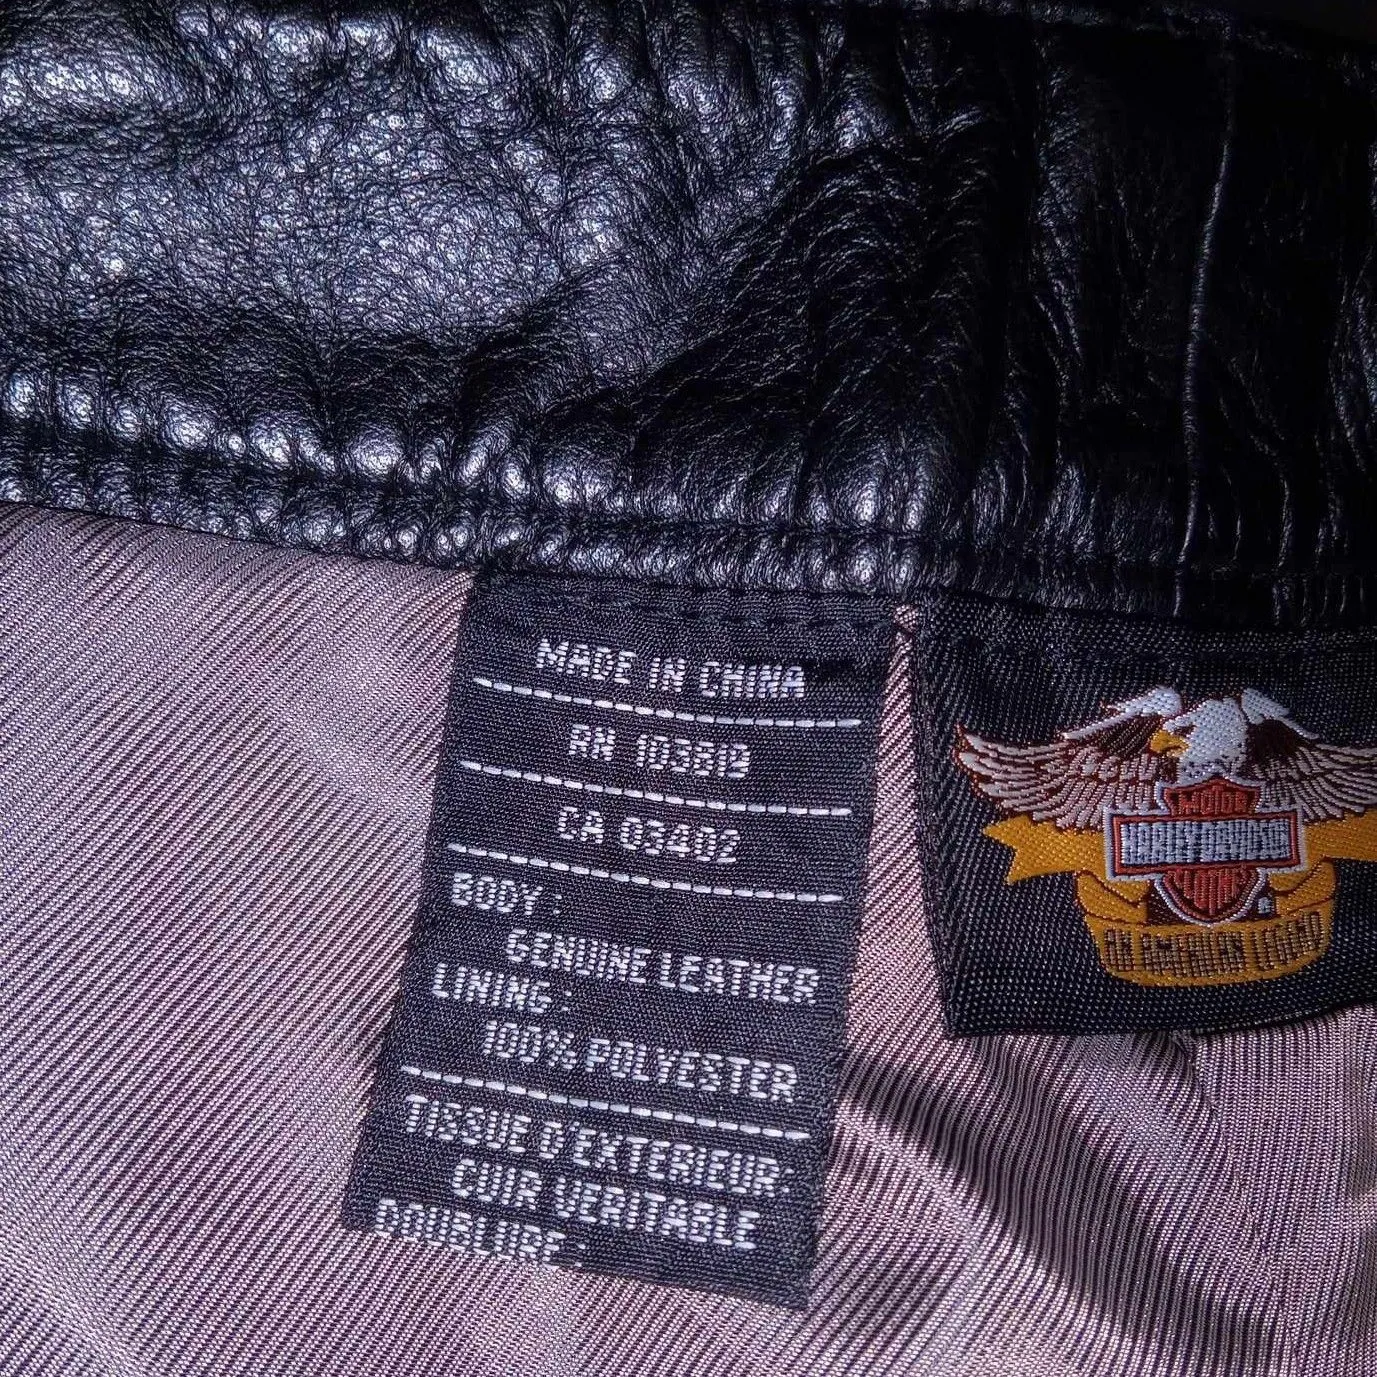 MADE IN CHINA
RN 103819
CA 03402
BODY:
GENUINE LEATHER
LINING:
100% POLYESTER
TISSUE D'EXTERIEUR:
CUIR VERITABLE
DOUBLURE:
MOTOR
HARLEY-DAVIDSON
CLOTHES
AN AMERICAN LEGEND